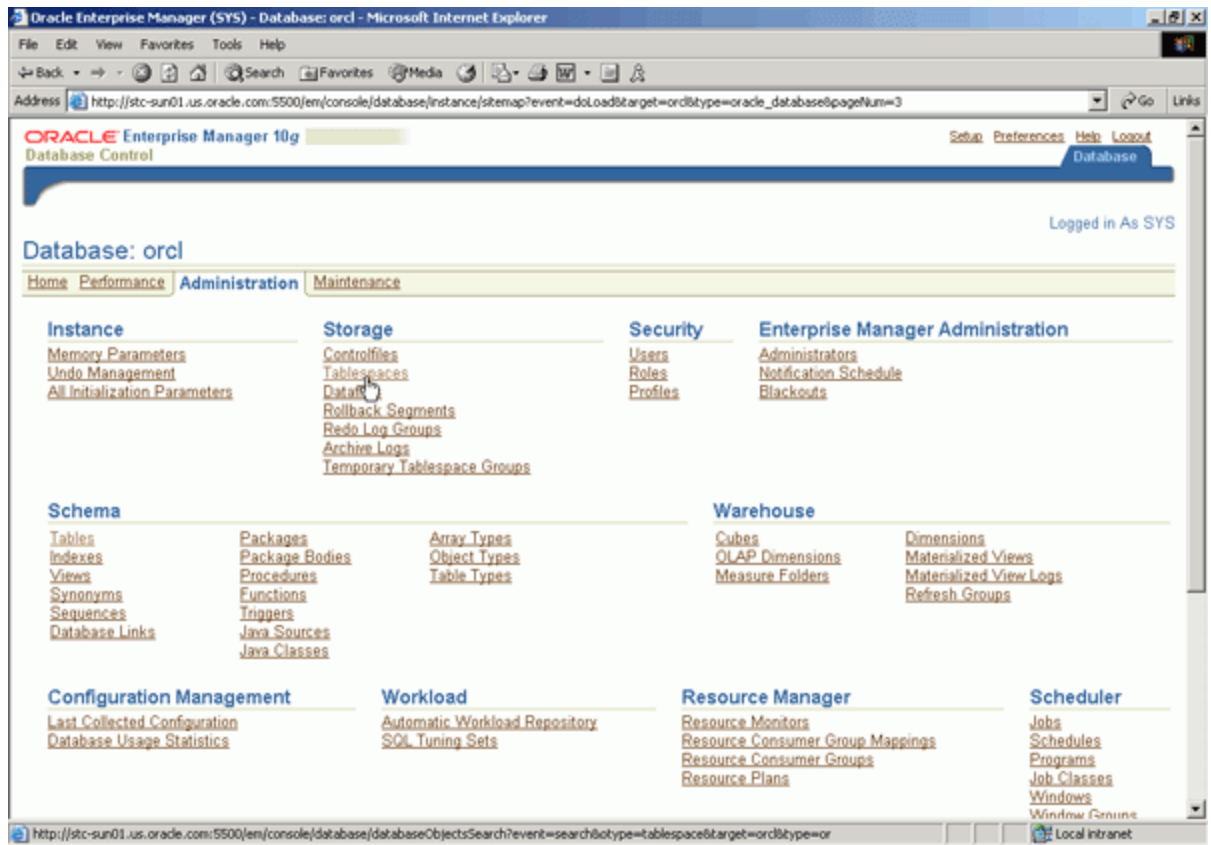 Oracle Enterprise Manager (SYS) - Database: orcl - Microsoft Internet Explorer
File Edit View Favorites Tools Help
Back Search Favorites Media
Address http://stc-sun01.us.oracle.com:5500/em/console/database/instance/sitemap?event=doLoad&target=orcl&type=oracle_database&pageNum=3 Go Links
ORACLE Enterprise Manager 10g
Database Control
Setup Preferences Help Logout
Database
Logged in As SYS
Database: orcl
Home Performance Administration Maintenance
Instance
Memory Parameters
Undo Management
All Initialization Parameters
Storage
Controlfiles
Tablespaces
Rollback Segments
Redo Log Groups
Archive Logs
Temporary Tablespace Groups
Security
Users
Roles
Profiles
Enterprise Manager Administration
Administrators
Notification Schedule
Blackouts
Schema
Tables
Indexes
Views
Synonyms
Sequences
Database Links
Packages
Package Bodies
Procedures
Functions
Triggers
Java Sources
Java Classes
Array Types
Object Types
Table Types
Warehouse
Cubes
OLAP Dimensions
Measure Folders
Dimensions
Materialized Views
Materialized View Logs
Refresh Groups
Configuration Management
Last Collected Configuration
Database Usage Statistics
Workload
Automatic Workload Repository
SQL Tuning Sets
Resource Manager
Resource Monitors
Resource Consumer Group Mappings
Resource Consumer Groups
Resource Plans
Scheduler
Jobs
Schedules
Programs
Job Classes
Windows
Window Groups
http://stc-sun01.us.oracle.com:5500/em/console/database/databaseObjectsSearch?event=search&otype=tablespace&target=orcl&type=or
Local intranet